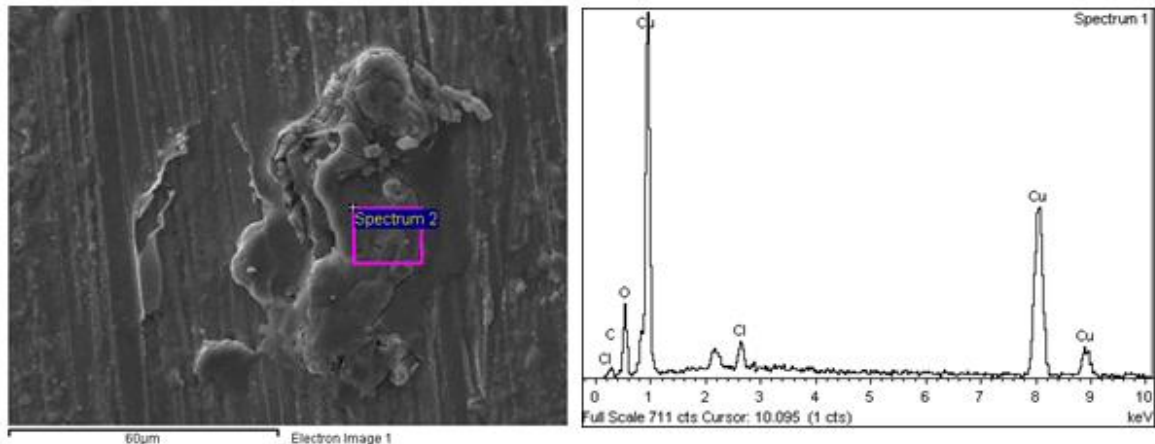 Spectrum 2
60µm
Electron Image 1
Spectrum 1
Cu
O
C
Cl
Cl
Cu
Cu
0 1 2 3 4 5 6 7 8 9 10
Full Scale 711 cts Cursor: 10.095 (1 cts)
keV